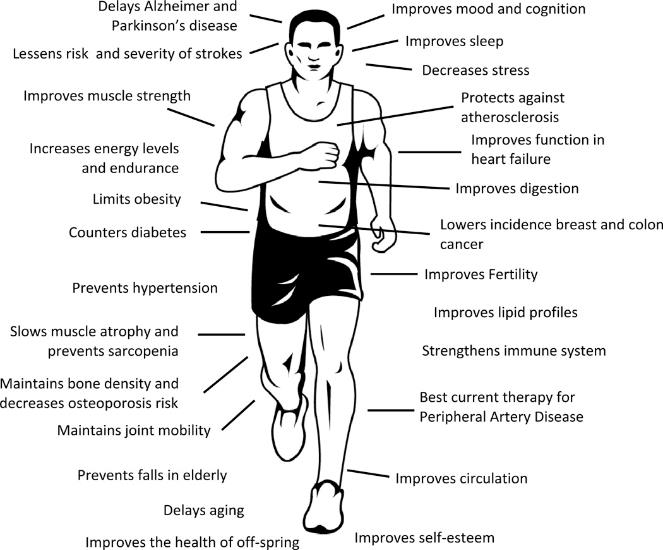 Delays Alzheimer and
Parkinson's disease
Lessens risk and severity of strokes
Improves muscle strength
Increases energy levels
and endurance
Limits obesity
Counters diabetes
Prevents hypertension
Slows muscle atrophy and
prevents sarcopenia
Maintains bone density and
decreases osteoporosis risk
Maintains joint mobility
Prevents falls in elderly
Delays aging
Improves the health of off-spring
Improves mood and cognition
Improves sleep
Decreases stress
Protects against
atherosclerosis
Improves function in
heart failure
Improves digestion
Lowers incidence breast and colon
cancer
Improves Fertility
Improves lipid profiles
Strengthens immune system
Best current therapy for
Peripheral Artery Disease
Improves circulation
Improves self-esteem